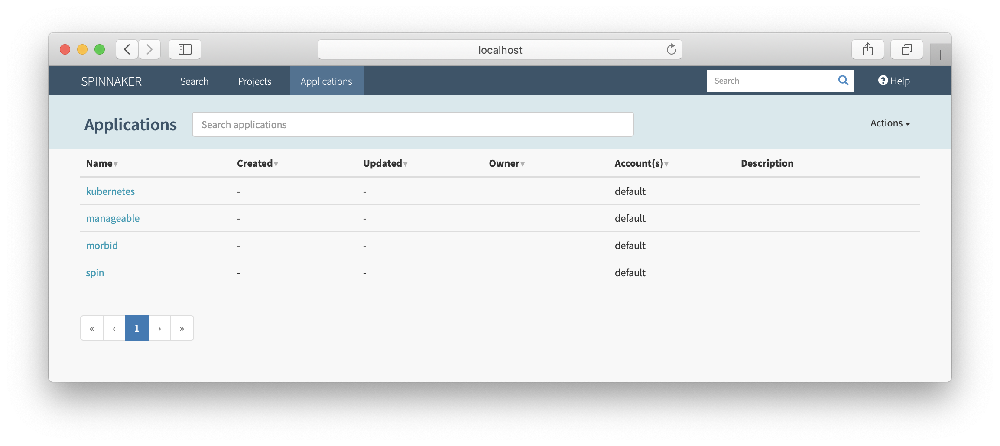 localhost
SPINNAKER Search Projects Applications Search Help
Applications Search applications Actions
Name Created Updated Owner Account(s) Description
kubernetes - - default
manageable - - default
morbid - - default
spin - - default
« ‹ 1 › »